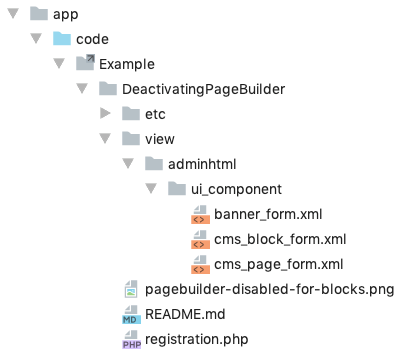 app
code
Example
DeactivatingPageBuilder
etc
view
adminhtml
ui_component
banner_form.xml
cms_block_form.xml
cms_page_form.xml
pagebuilder-disabled-for-blocks.png
MD README.md
PHP registration.php